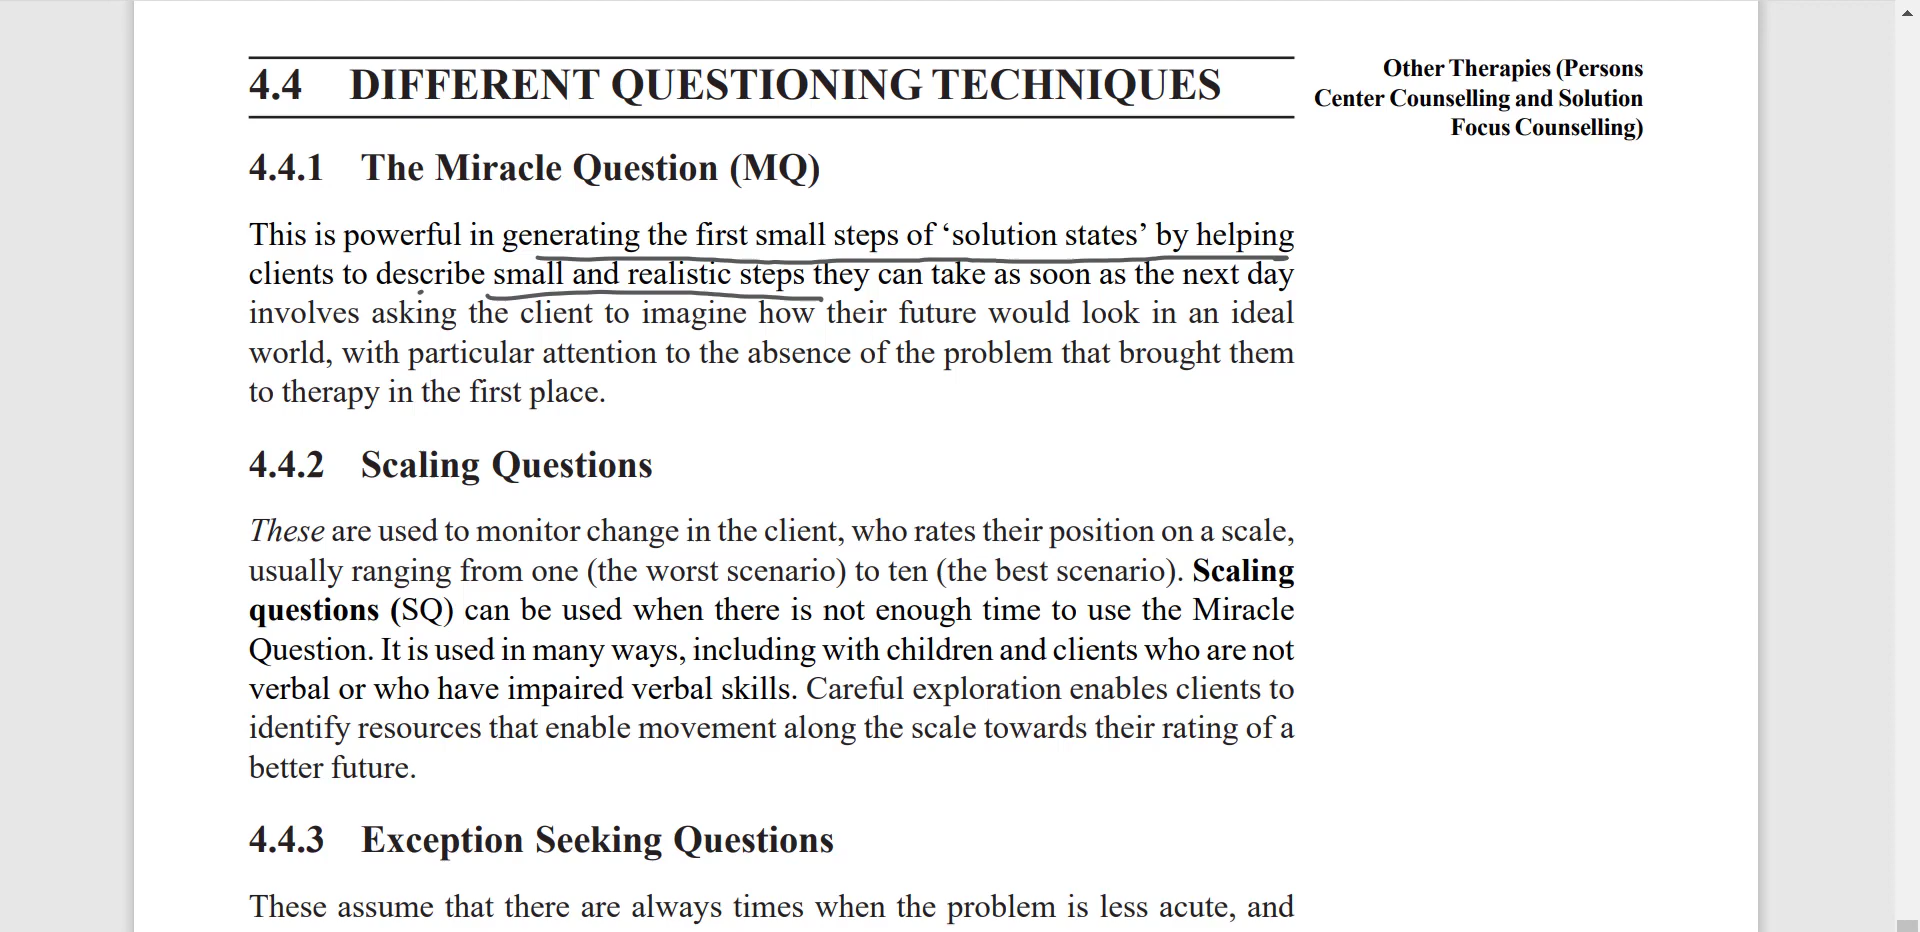 4.4 DIFFERENT QUESTIONING TECHNIQUES
Other Therapies (Persons
Center Counselling and Solution
Focus Counselling)
4.4.1 The Miracle Question (MQ)
This is powerful in generating the first small steps of ‘solution states’ by helping
clients to describe small and realistic steps they can take as soon as the next day
involves asking the client to imagine how their future would look in an ideal
world, with particular attention to the absence of the problem that brought them
to therapy in the first place.
4.4.2 Scaling Questions
These are used to monitor change in the client, who rates their position on a scale,
usually ranging from one (the worst scenario) to ten (the best scenario). Scaling
questions (SQ) can be used when there is not enough time to use the Miracle
Question. It is used in many ways, including with children and clients who are not
verbal or who have impaired verbal skills. Careful exploration enables clients to
identify resources that enable movement along the scale towards their rating of a
better future.
4.4.3 Exception Seeking Questions
These assume that there are always times when the problem is less acute, and